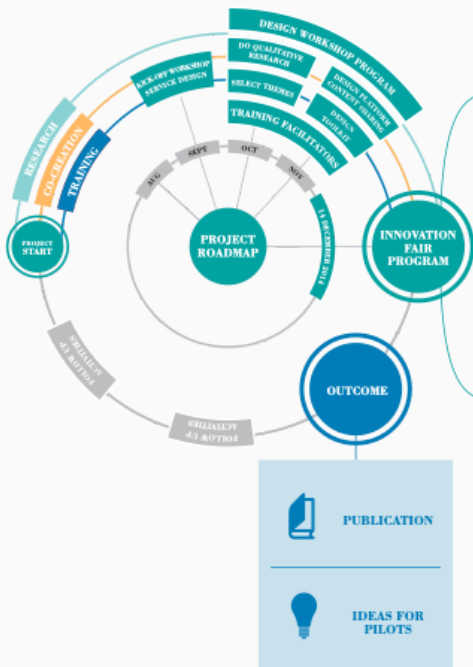 DESIGN WORKSHOP PROGRAM
DO QUALITATIVE
RESEARCH
DESIGN PLATFORM
CONTENT SHARING
KICK-OFF WORKSHOP
SERVICE DESIGN
SELECT THEMES
DESIGN
TOOLKIT
TRAINING FACILITATORS
RESEARCH
CO-CREATION
TRAINING
AUG
SEPT
OCT
NOV
14 DECEMBER 2014
PROJECT
START
PROJECT
ROADMAP
INNOVATION
FAIR
PROGRAM
FOLLOW UP
ACTIVITIES
FOLLOW UP
ACTIVITIES
OUTCOME
PUBLICATION
IDEAS FOR
PILOTS